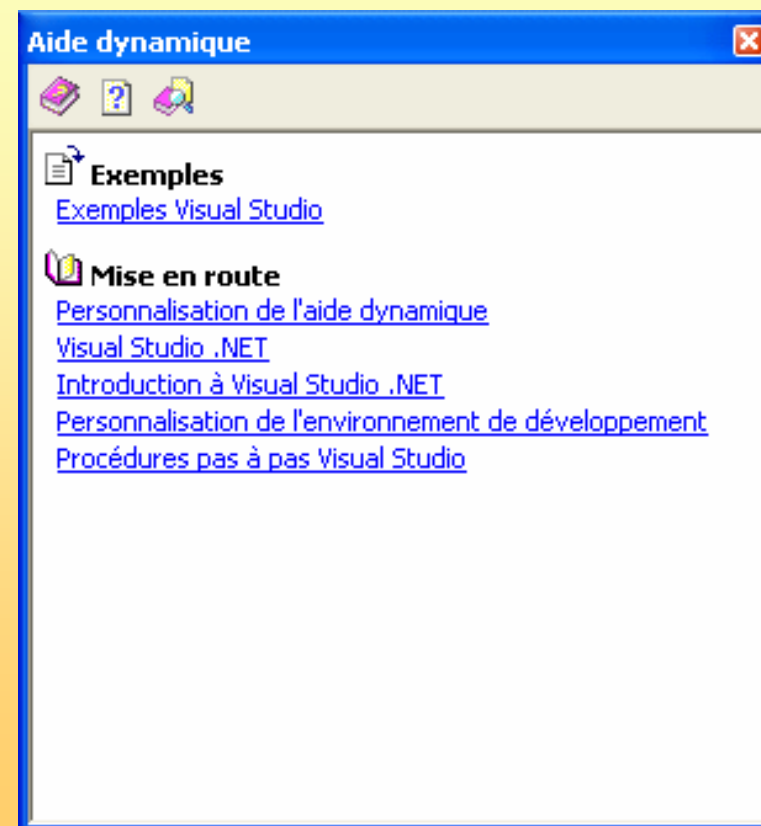 Aide dynamique
Exemples
Exemples Visual Studio
Mise en route
Personnalisation de l'aide dynamique
Visual Studio .NET
Introduction à Visual Studio .NET
Personnalisation de l'environnement de développement
Procédures pas à pas Visual Studio